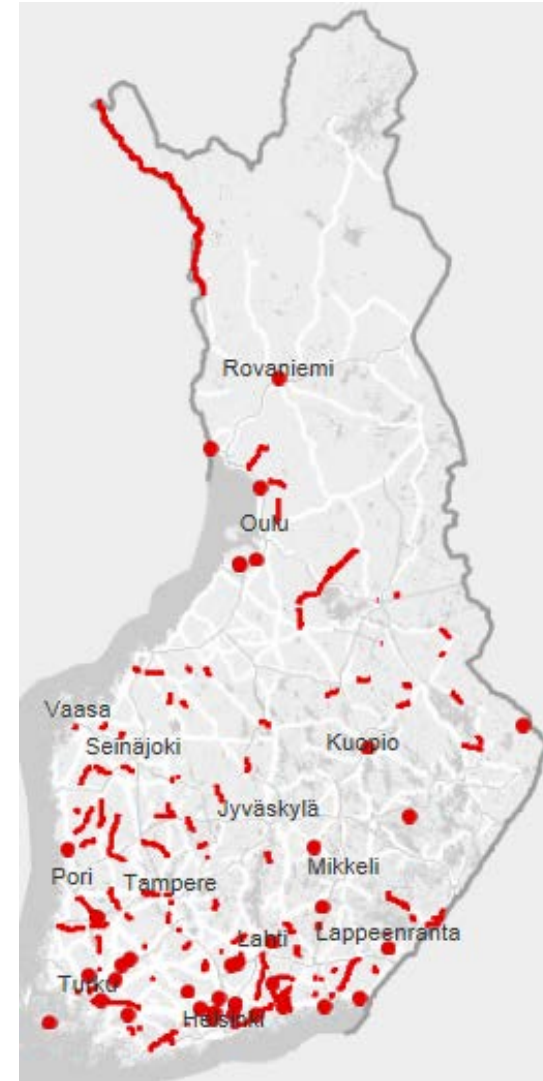 Rovaniemi
Oulu
Vaasa
Seinäjoki
Kuopio
Jyväskylä
Mikkeli
Pori
Tampere
Lahti
Lappeenranta
Turku
Helsinki